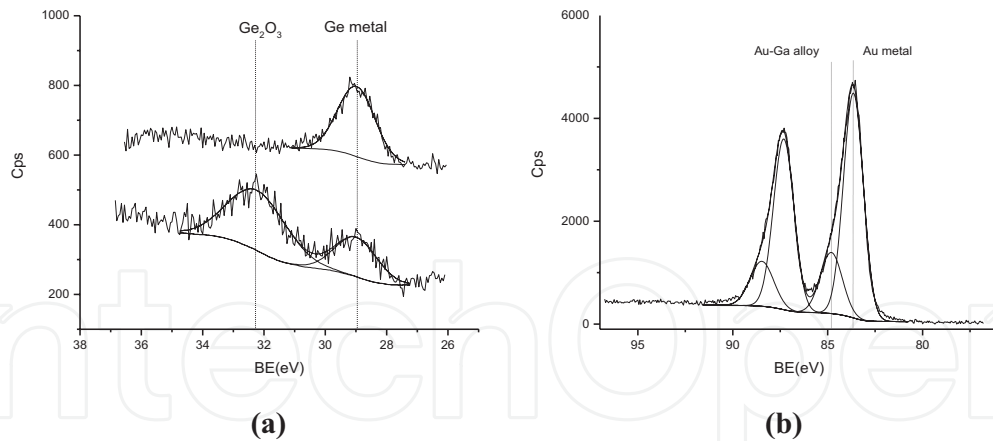 1000
800
600
400
200
Cps
Ge₂O₃
Ge metal
38 36 34 32 30 28 26
BE(eV)
(a)
6000
4000
2000
0
Cps
Au-Ga alloy
Au metal
95 90 85 80
BE(eV)
(b)